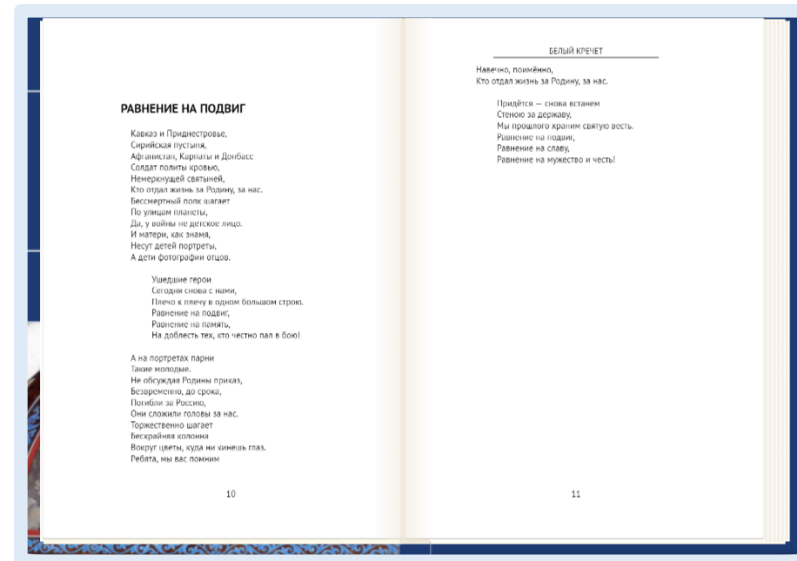 РАВНЕНИЕ НА ПОДВИГ
Кавказ и Приднестровье,
Сирийская пустыня,
Афганистан, Карпаты и Донбасс
Солдат политы кровью,
Немеркнущей святыней,
Кто отдал жизнь за Родину, за нас.
Бессмертный полк шагает
По улицам планеты,
Да, у войны не детское лицо.
И матери, как знамя,
Несут детей портреты,
А дети фотографии отцов.
Ушедшие герои
Сегодня снова с нами,
Плечо к плечу в одном большом строю.
Равнение на подвиг,
Равнение на память,
На доблесть тех, кто честно пал в бою!
А на портретах парни
Такие молодые.
Не обсуждая Родины приказ,
Безвременно, до срока,
Погибли за Россию,
Они сложили головы за нас.
Торжественно шагает
Бескрайняя колонна
Вокруг цветы, куда ни кинешь глаз.
Ребята, мы вас помним
10
БЕЛЫЙ КРЕЧЕТ
Навечно, поимённо,
Кто отдал жизнь за Родину, за нас.
Придётся — снова встанем
Стеною за державу,
Мы прошлого храним святую весть.
Равнение на подвиг,
Равнение на славу,
Равнение на мужество и честь!
11